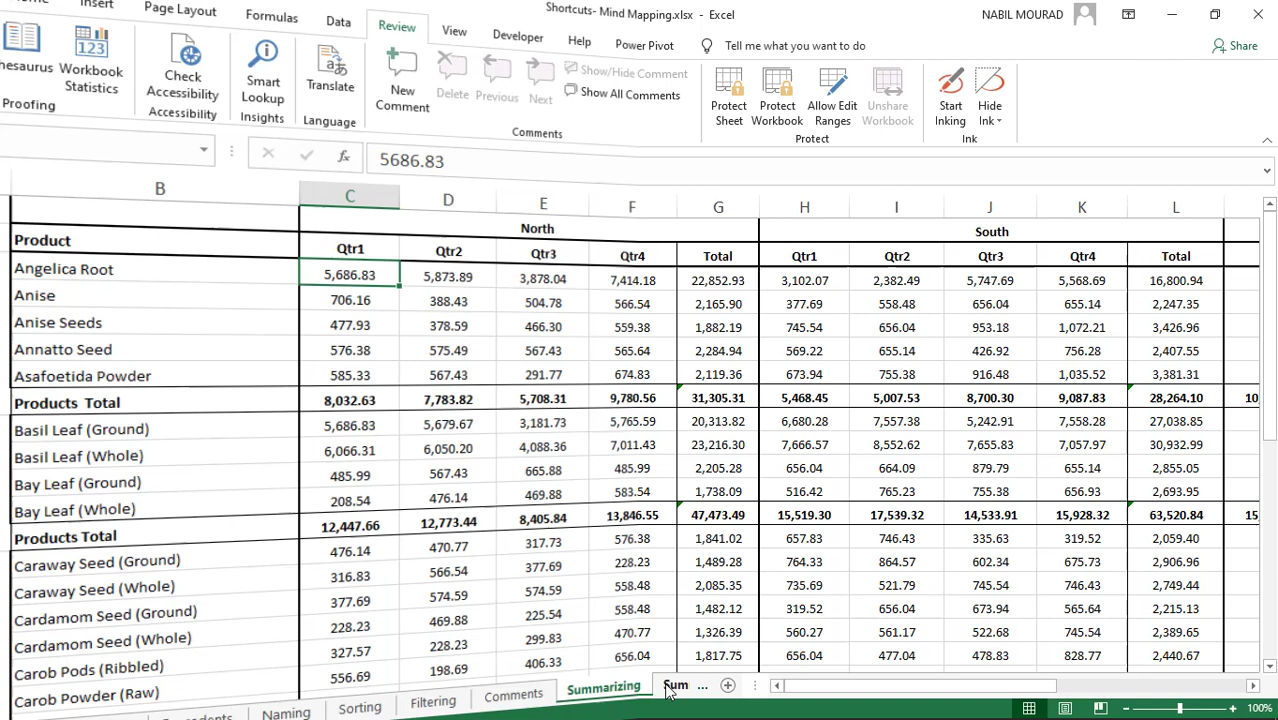 Shortcuts- Mind Mapping.xlsx - Excel NABIL MOURAD
Insert Page Layout Formulas Data Review View Developer Help Power Pivot Tell me what you want to do Share
Workbook Statistics Check Accessibility Smart Lookup Translate New Comment Delete Previous Next Show/Hide Comment Show All Comments Protect Sheet Protect Workbook Allow Edit Ranges Unshare Workbook Start Inking Hide Ink
Proofing Accessibility Insights Language Comments Protect Ink
fx 5686.83
B C D E F G H I J K L
North South
Product Qtr1 Qtr2 Qtr3 Qtr4 Total Qtr1 Qtr2 Qtr3 Qtr4 Total
Angelica Root 5,686.83 5,873.89 3,878.04 7,414.18 22,852.93 3,102.07 2,382.49 5,747.69 5,568.69 16,800.94
Anise 706.16 388.43 504.78 566.54 2,165.90 377.69 558.48 656.04 655.14 2,247.35
Anise Seeds 477.93 378.59 466.30 559.38 1,882.19 745.54 656.04 953.18 1,072.21 3,426.96
Annatto Seed 576.38 575.49 567.43 565.64 2,284.94 569.22 655.14 426.92 756.28 2,407.55
Asafoetida Powder 585.33 567.43 291.77 674.83 2,119.36 673.94 755.38 916.48 1,035.52 3,381.31
Products Total 8,032.63 7,783.82 5,708.31 9,780.56 31,305.31 5,468.45 5,007.53 8,700.30 9,087.83 28,264.10 10,
Basil Leaf (Ground) 5,686.83 5,679.67 3,181.73 5,765.59 20,313.82 6,680.28 7,557.38 5,242.91 7,558.28 27,038.85
Basil Leaf (Whole) 6,066.31 6,050.20 4,088.36 7,011.43 23,216.30 7,666.57 8,552.62 7,655.83 7,057.97 30,932.99
Bay Leaf (Ground) 485.99 567.43 665.88 485.99 2,205.28 656.04 664.09 879.79 655.14 2,855.05
Bay Leaf (Whole) 208.54 476.14 469.88 583.54 1,738.09 516.42 765.23 755.38 656.93 2,693.95
Products Total 12,447.66 12,773.44 8,405.84 13,846.55 47,473.49 15,519.30 17,539.32 14,533.91 15,928.32 63,520.84 15,
Caraway Seed (Ground) 476.14 470.77 317.73 576.38 1,841.02 657.83 746.43 335.63 319.52 2,059.40
Caraway Seed (Whole) 316.83 566.54 377.69 228.23 1,489.28 764.33 864.57 602.34 675.73 2,906.96
Cardamom Seed (Ground) 377.69 574.59 574.59 558.48 2,085.35 735.69 521.79 745.54 746.43 2,749.44
Cardamom Seed (Whole) 228.23 469.88 225.54 558.48 1,482.12 319.52 656.04 673.94 565.64 2,215.13
Carob Pods (Ribbled) 327.57 228.23 299.83 470.77 1,326.39 560.27 561.17 522.68 745.54 2,389.65
Carob Powder (Raw) 556.69 198.69 406.33 656.04 1,817.75 656.04 477.04 478.83 828.77 2,440.67
Naming Sorting Filtering Comments Summarizing Sum ...
100%